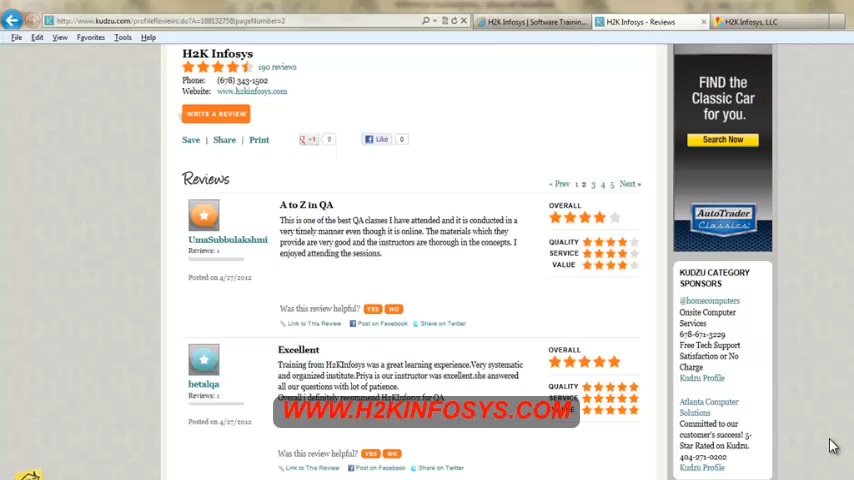 http://www.kudzu.com/profileReviews.do?A=18813275&pageNumber=2
H2K Infosys | Software Trainin...
H2K Infosys - Reviews
H2K Infosys, LLC
File Edit View Favorites Tools Help
H2K Infosys
190 reviews
Phone: (678) 343-1502
Website: www.h2kinfosys.com
WRITE A REVIEW
Save | Share | Print
+1 0
Like 0
Reviews
« Prev 1 2 3 4 5 Next »
A to Z in QA
This is one of the best QA classes I have attended and it is conducted in a
very timely manner even though it is online. The materials which they
provide are very good and the instructors are thorough in the concepts. I
enjoyed attending the sessions.
UmaSubbulakshmi
Reviews: 1
Posted on 4/27/2012
OVERALL
QUALITY
SERVICE
VALUE
Was this review helpful? YES NO
Link to This Review Post on Facebook Share on Twitter
Excellent
Training from H2KInfosys was a great learning experience.Very systematic
and organized institute.Priya is our instructor was excellent.she answered
all our questions with lot of patience.
Overall i definitely recommend H2KInfosys for QA
hetalqa
Reviews: 1
Posted on 4/27/2012
OVERALL
QUALITY
SERVICE
WWW.H2KINFOSYS.COM
Was this review helpful? YES NO
Link to This Review Post on Facebook Share on Twitter
FIND the
Classic Car
for you.
Search Now
AutoTrader
Classics
KUDZU CATEGORY
SPONSORS
@homecomputers
Onsite Computer
Services
678-671-3229
Free Tech Support
Satisfaction or No
Charge
Kudzu Profile
Atlanta Computer
Solutions
Committed to our
customer's success! 5-
Star Rated on Kudzu.
404-271-0202
Kudzu Profile